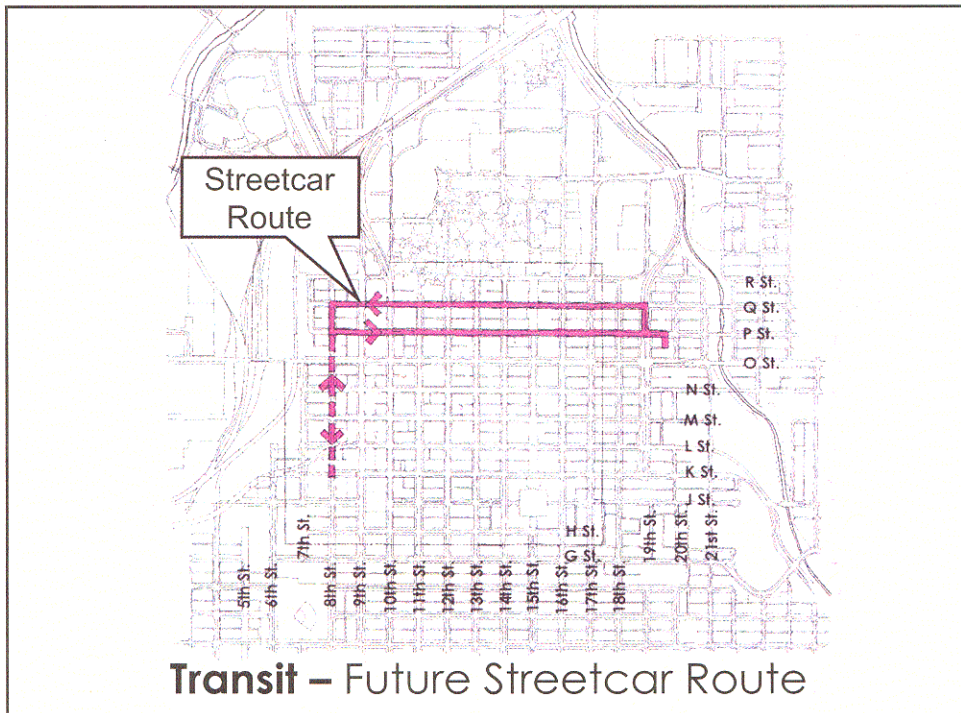 Streetcar
Route
R St.
Q St.
P St.
O St.
N St.
M St.
L St.
K St.
J St.
H St.
G St.
5th St.
6th St.
7th St.
8th St.
9th St.
10th St.
11th St.
12th St.
13th St.
14th St.
15th St.
16th St.
17th St.
18th St.
19th St.
20th St.
21st St.
Transit – Future Streetcar Route